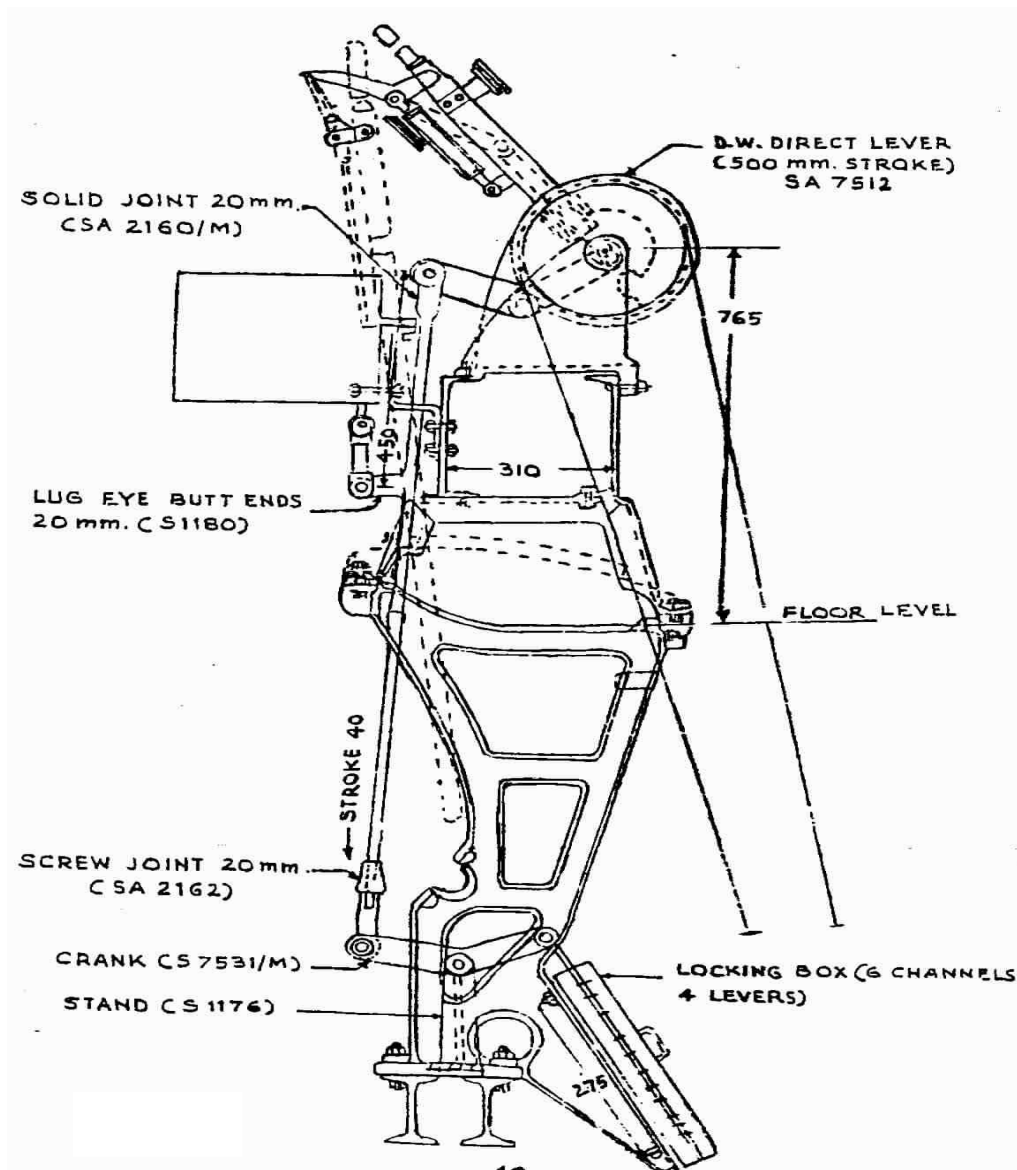 D.W. DIRECT LEVER
(500 mm. STROKE)
SA 7512
SOLID JOINT 20mm.
(SA 2160/M)
765
450
310
LUG EYE BUTT ENDS
20 mm. (S1180)
FLOOR LEVEL
STROKE 40
SCREW JOINT 20mm.
(SA 2162)
CRANK (S 7531/M)
LOCKING BOX (6 CHANNELS
4 LEVERS)
STAND (S 1176)
275